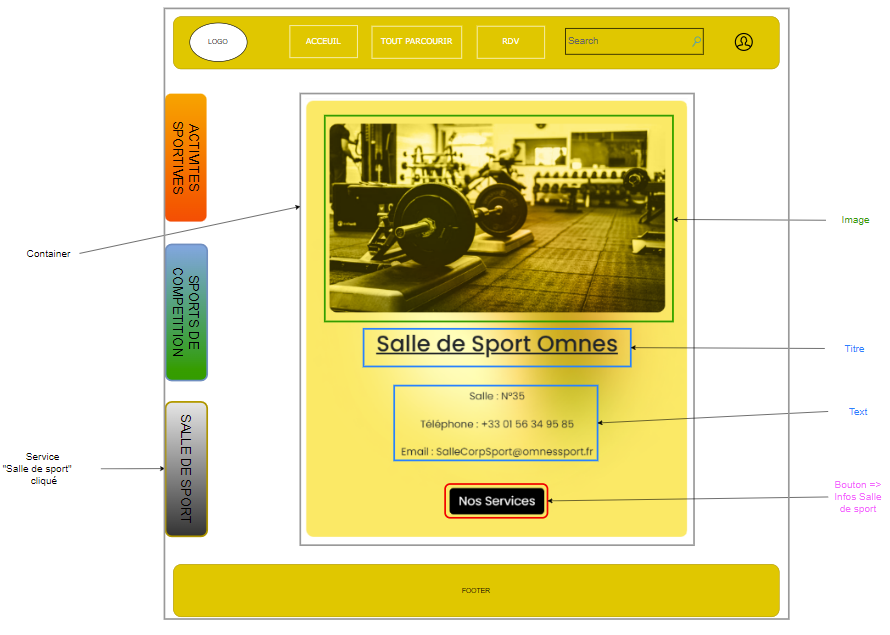 LOGO
ACCEUIL
TOUT PARCOURIR
RDV
Search
ACTIVITES
SPORTIVES
Container
Image
SPORTS DE
COMPETITION
Salle de Sport Omnes
Titre
Salle : N°35
Téléphone : +33 01 56 34 95 85
Email : SalleCorpSport@omnessport.fr
Text
SALLE DE SPORT
Service
"Salle de sport"
cliqué
Nos Services
Bouton =>
Infos Salle
de sport
FOOTER